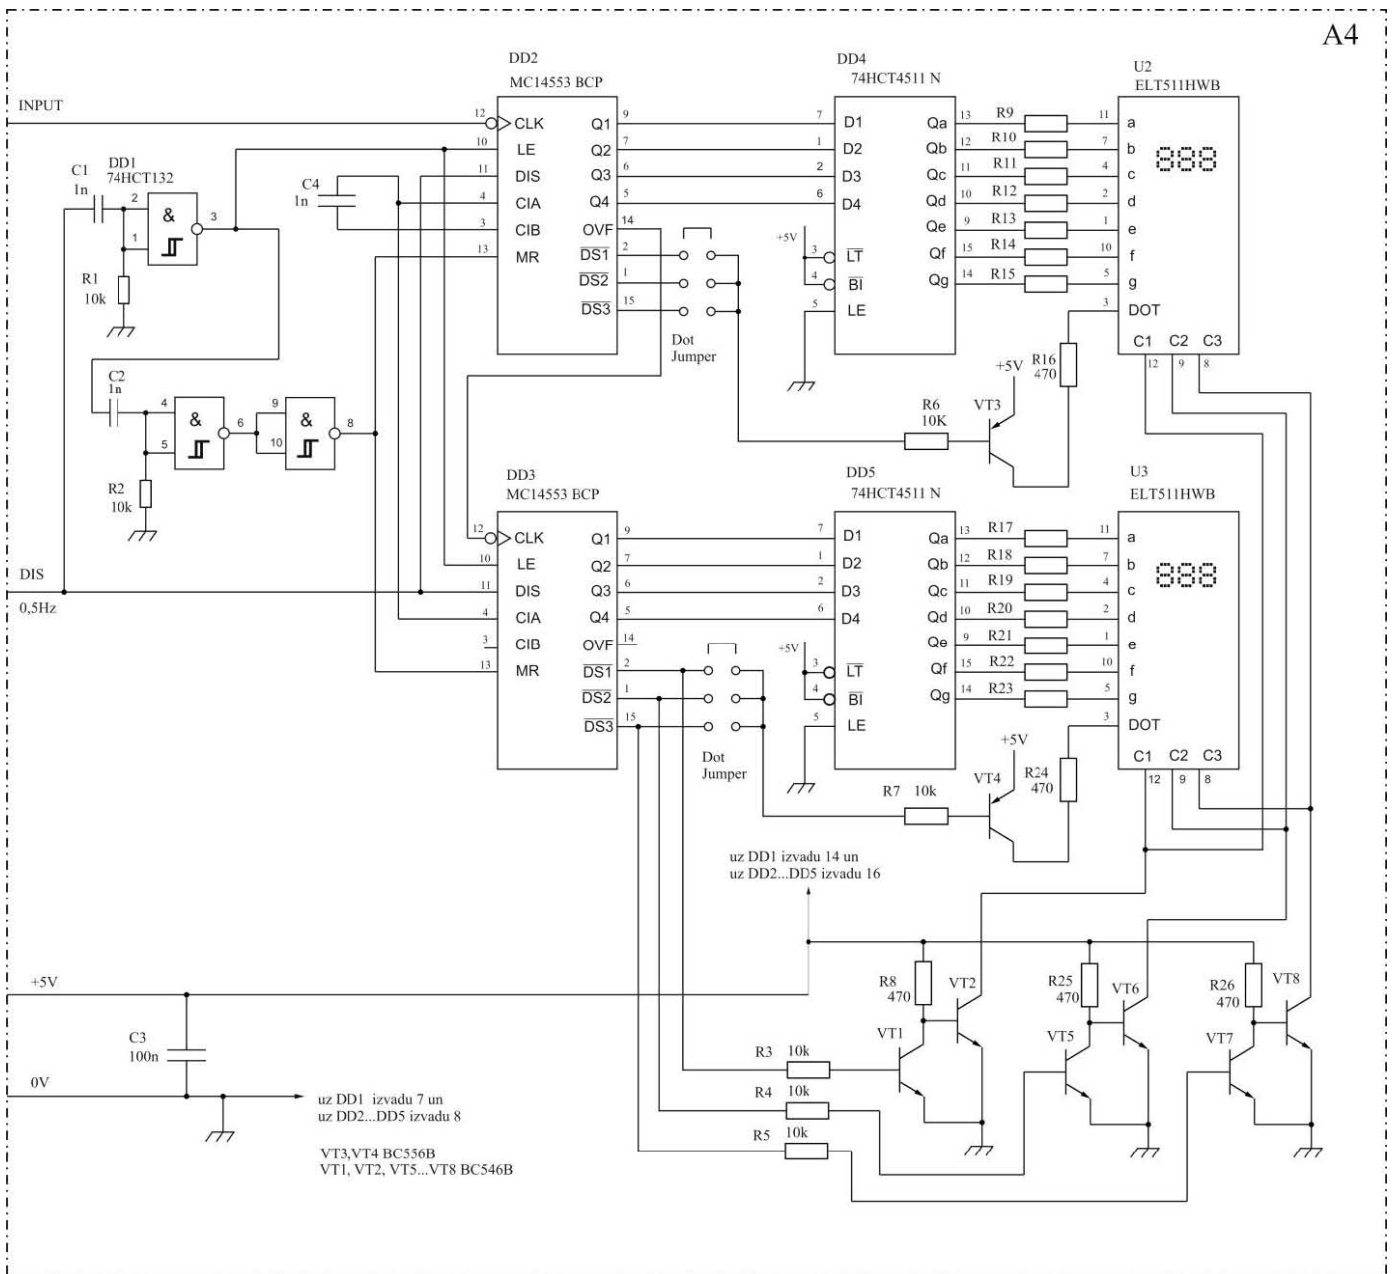 A4
DD2
MC14553 BCP
DD4
74HCT4511 N
U2
ELT511HWB
INPUT
12 CLK Q1 9
10 LE Q2 7
11 DIS Q3 6
4 CIA Q4 5
3 CIB OVF 14
13 MR DS1 2
DS2 1
DS3 15
7 D1 Qa 13 R9 11 a
1 D2 Qb 12 R10 7 b
2 D3 Qc 11 R11 4 c
6 D4 Qd 10 R12 2 d
Qe 9 R13 1 e
+5V 3 LT Qf 15 R14 10 f
4 BI Qg 14 R15 5 g
5 LE 3 DOT
C1 C2 C3
12 9 8
888
DD1
74HCT132
C1
1n
2 & 3
1
R1
10k
C4
1n
C2
1n
4 & 6
5
9 & 8
10
R2
10k
Dot
Jumper
R6
10K
VT3
+5V
R16
470
DD3
MC14553 BCP
DD5
74HCT4511 N
U3
ELT511HWB
DIS
0,5Hz
12 CLK Q1 9
10 LE Q2 7
11 DIS Q3 6
4 CIA Q4 5
3 CIB OVF 14
13 MR DS1 2
DS2 1
DS3 15
7 D1 Qa 13 R17 11 a
1 D2 Qb 12 R18 7 b
2 D3 Qc 11 R19 4 c
6 D4 Qd 10 R20 2 d
Qe 9 R21 1 e
+5V 3 LT Qf 15 R22 10 f
4 BI Qg 14 R23 5 g
5 LE 3 DOT
C1 C2 C3
12 9 8
888
Dot
Jumper
R7 10k
VT4
+5V
R24
470
uz DD1 izvadu 14 un
uz DD2...DD5 izvadu 16
+5V
C3
100n
0V
uz DD1 izvadu 7 un
uz DD2...DD5 izvadu 8
VT3,VT4 BC556B
VT1, VT2, VT5...VT8 BC546B
R8
470
VT2
VT1
R25
470
VT6
VT5
R26
470
VT8
VT7
R3 10k
R4 10k
R5 10k